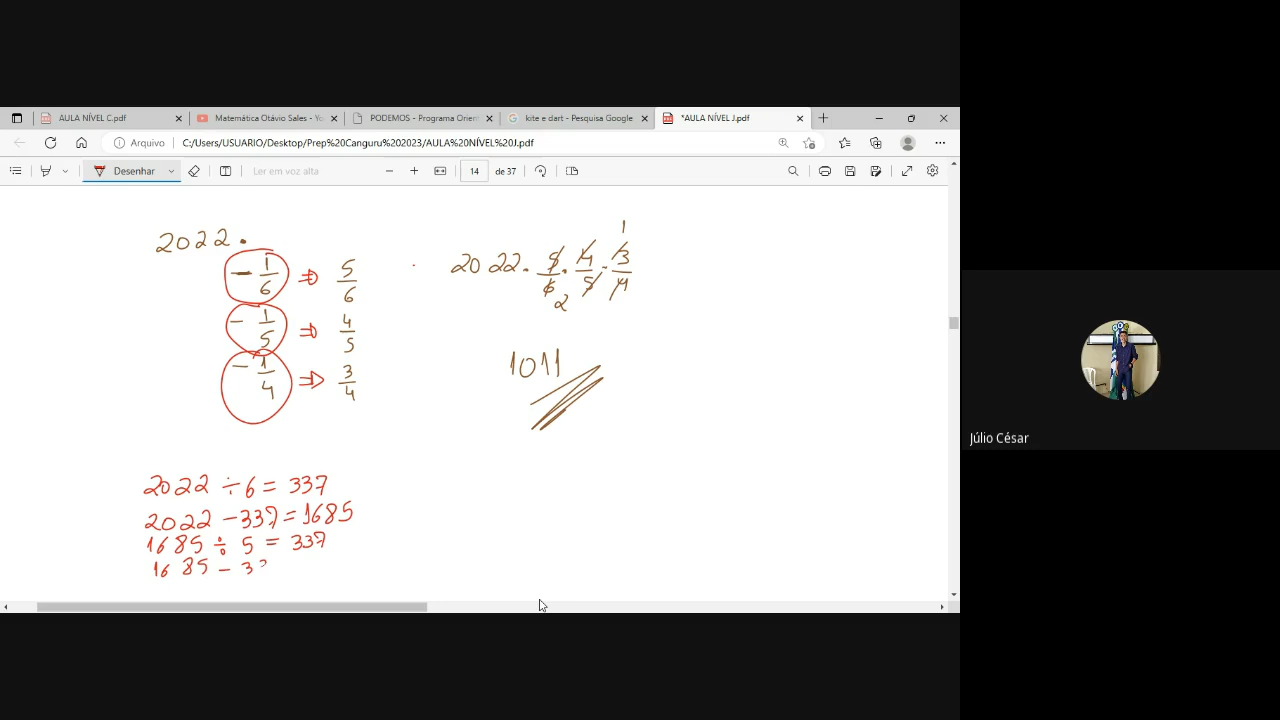 AULA NÍVEL C.pdf
Matemática Otávio Sales - Yo
PODEMOS - Programa Orien
kite e dart - Pesquisa Google
*AULA NÍVEL J.pdf
Arquivo C:/Users/USUARIO/Desktop/Prep%20Canguru%202023/AULA%20NÍVEL%20J.pdf
Desenhar
Ler em voz alta
14 de 37
2022 ·
- 1/6 ⇒ 5/6
- 1/5 ⇒ 4/5
- 1/4 ⇒ 3/4
2022 · 5/6 · 4/5 · 3/4
1
2
1011
2022 ÷ 6 = 337
2022 - 337 = 1685
1685 ÷ 5 = 337
1685 - 3
Júlio César